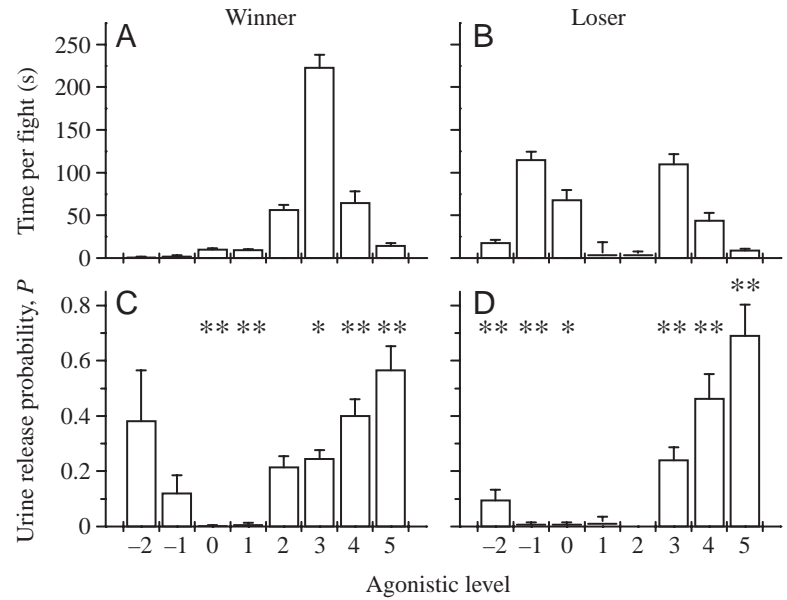 Winner Loser
A B
Time per fight (s)
250
200
150
100
50
0
C D
Urine release probability, P
0.8
0.6
0.4
0.2
0
** ** * ** **
** ** * ** ** **
–2 –1 0 1 2 3 4 5 –2 –1 0 1 2 3 4 5
Agonistic level